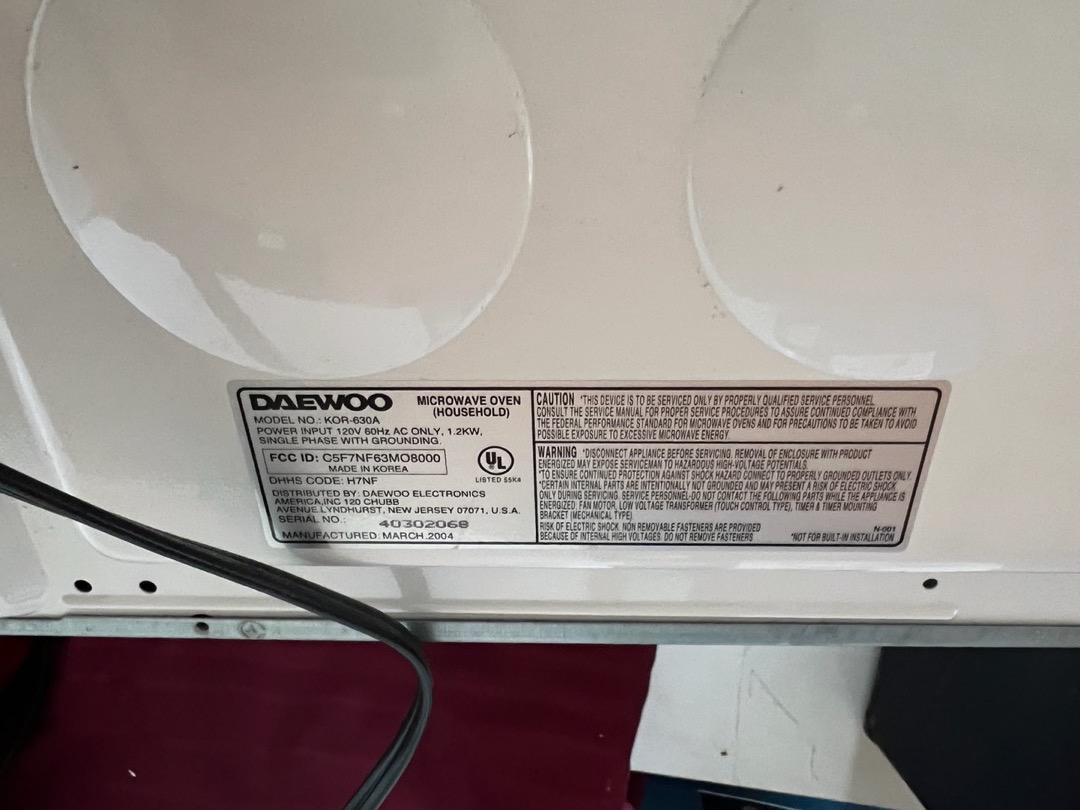 DAEWOO
MICROWAVE OVEN
(HOUSEHOLD)
MODEL NO.: KOR-630A
POWER INPUT 120V 60Hz AC ONLY, 1.2KW,
SINGLE PHASE WITH GROUNDING.
FCC ID: C5F7NF63MO8000
MADE IN KOREA
DHHS CODE: H7NF
UL
LISTED 55K4
DISTRIBUTED BY: DAEWOO ELECTRONICS
AMERICA,INC 120 CHUBB
AVENUE.LYNDHURST, NEW JERSEY 07071, U.S.A.
SERIAL NO.: 40302068
MANUFACTURED: MARCH.2004
CAUTION *THIS DEVICE IS TO BE SERVICED ONLY BY PROPERLY QUALIFIED SERVICE PERSONNEL.
CONSULT THE SERVICE MANUAL FOR PROPER SERVICE PROCEDURES TO ASSURE CONTINUED COMPLIANCE WITH
THE FEDERAL PERFORMANCE STANDARD FOR MICROWAVE OVENS AND FOR PRECAUTIONS TO BE TAKEN TO AVOID
POSSIBLE EXPOSURE TO EXCESSIVE MICROWAVE ENERGY.
WARNING *DISCONNECT APPLIANCE BEFORE SERVICING. REMOVAL OF ENCLOSURE WITH PRODUCT
ENERGIZED MAY EXPOSE SERVICEMAN TO HAZARDOUS HIGH-VOLTAGE POTENTIALS.
*TO ENSURE CONTINUED PROTECTION AGAINST SHOCK HAZARD CONNECT TO PROPERLY GROUNDED OUTLETS ONLY.
*CERTAIN INTERNAL PARTS ARE INTENTIONALLY NOT GROUNDED AND MAY PRESENT A RISK OF ELECTRIC SHOCK
ONLY DURING SERVICING. SERVICE PERSONNEL-DO NOT CONTACT THE FOLLOWING PARTS WHILE THE APPLIANCE IS
ENERGIZED: FAN MOTOR, LOW VOLTAGE TRANSFORMER (TOUCH CONTROL TYPE), TIMER & TIMER MOUNTING
BRACKET (MECHANICAL TYPE).
RISK OF ELECTRIC SHOCK. NON REMOVABLE FASTENERS ARE PROVIDED
BECAUSE OF INTERNAL HIGH VOLTAGES. DO NOT REMOVE FASTENERS
N-001
*NOT FOR BUILT-IN INSTALLATION